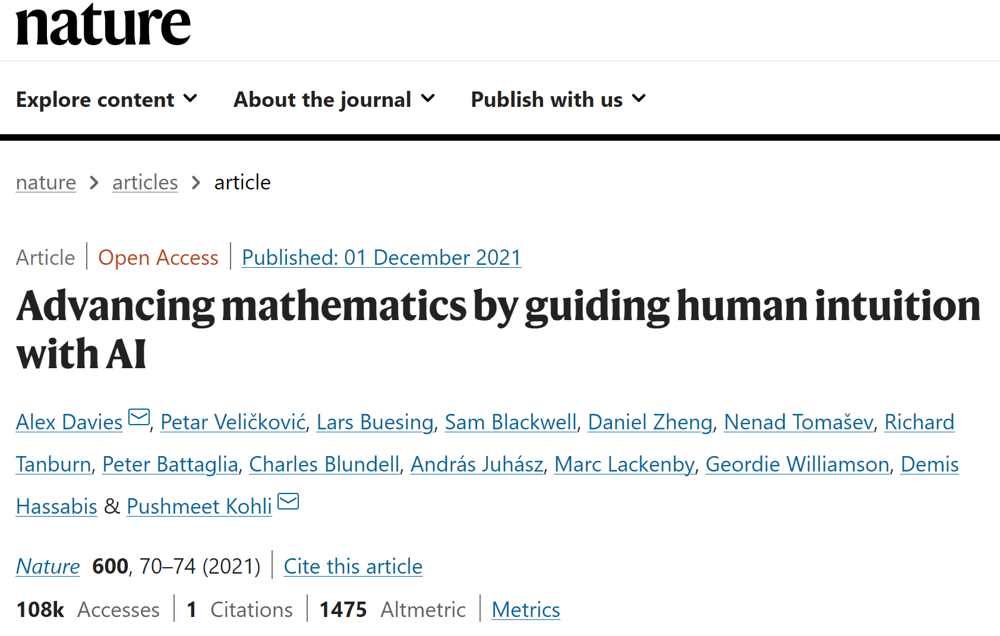 nature
Explore content About the journal Publish with us
nature articles article
Article Open Access Published: 01 December 2021
Advancing mathematics by guiding human intuition
with AI
Alex Davies, Petar Veličković, Lars Buesing, Sam Blackwell, Daniel Zheng, Nenad Tomašev, Richard
Tanburn, Peter Battaglia, Charles Blundell, András Juhász, Marc Lackenby, Geordie Williamson, Demis
Hassabis & Pushmeet Kohli
Nature 600, 70–74 (2021) Cite this article
108k Accesses 1 Citations 1475 Altmetric Metrics